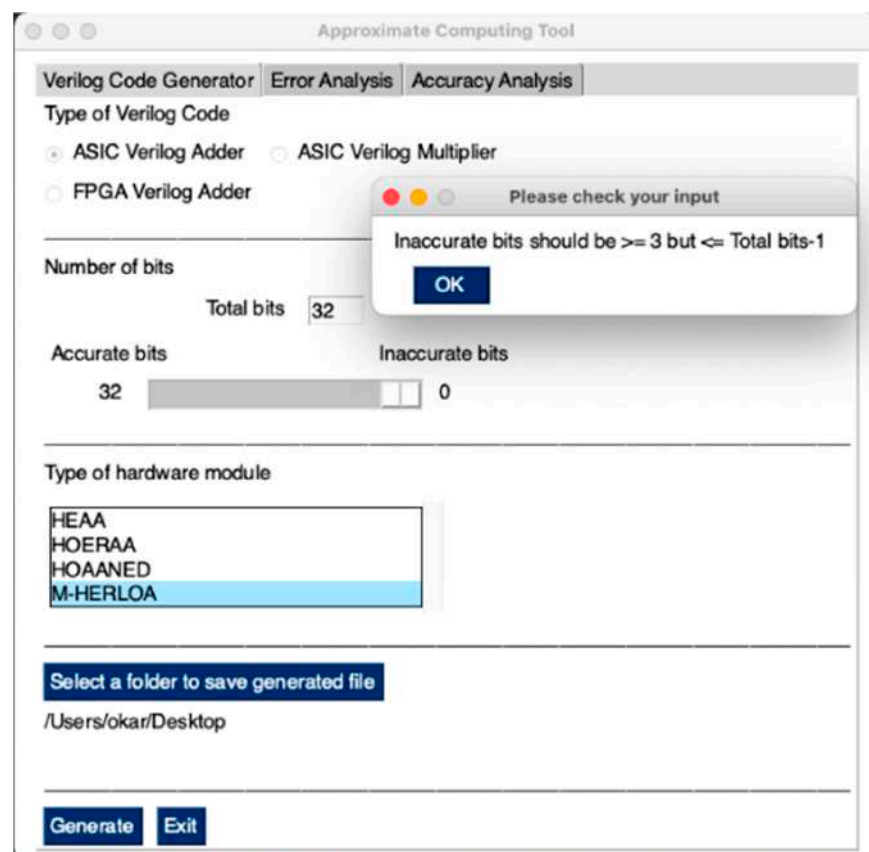 Approximate Computing Tool
Verilog Code Generator Error Analysis Accuracy Analysis
Type of Verilog Code
ASIC Verilog Adder ASIC Verilog Multiplier
FPGA Verilog Adder
Please check your input
Inaccurate bits should be >= 3 but <= Total bits-1
OK
Number of bits
Total bits 32
Accurate bits Inaccurate bits
32 0
Type of hardware module
HEAA
HOERAA
HOAANED
M-HERLOA
Select a folder to save generated file
/Users/okar/Desktop
Generate Exit